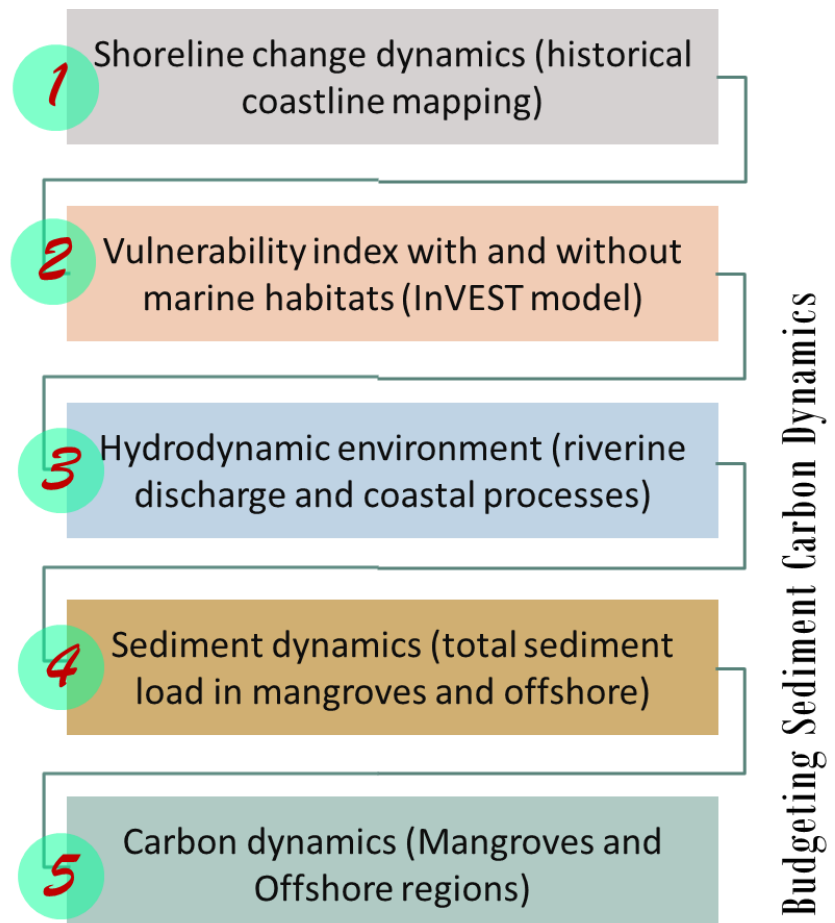 1
Shoreline change dynamics (historical
coastline mapping)
2
Vulnerability index with and without
marine habitats (InVEST model)
3
Hydrodynamic environment (riverine
discharge and coastal processes)
4
Sediment dynamics (total sediment
load in mangroves and offshore)
5
Carbon dynamics (Mangroves and
Offshore regions)
Budgeting Sediment Carbon Dynamics